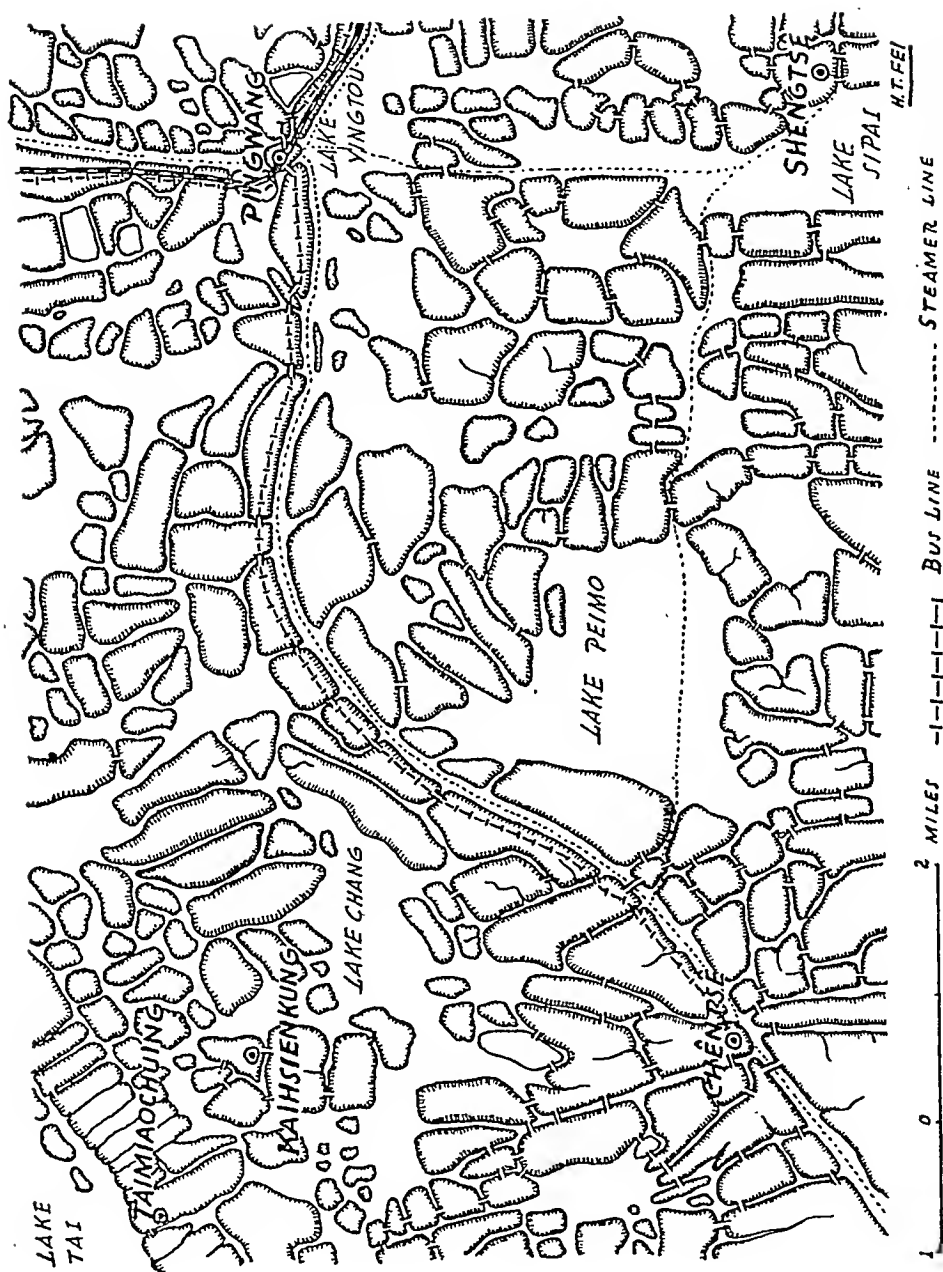 LAKE
TAI
TAIMIAOCHUING
PINGWANG
KAIHSIENKUNG
LAKE
YINGTOU
LAKE CHANG
LAKE PEIMO
CHENTSE
SHENGTSE
LAKE
SIPAI
H.T.FEI
1 0 2 MILES BUS LINE STEAMER LINE